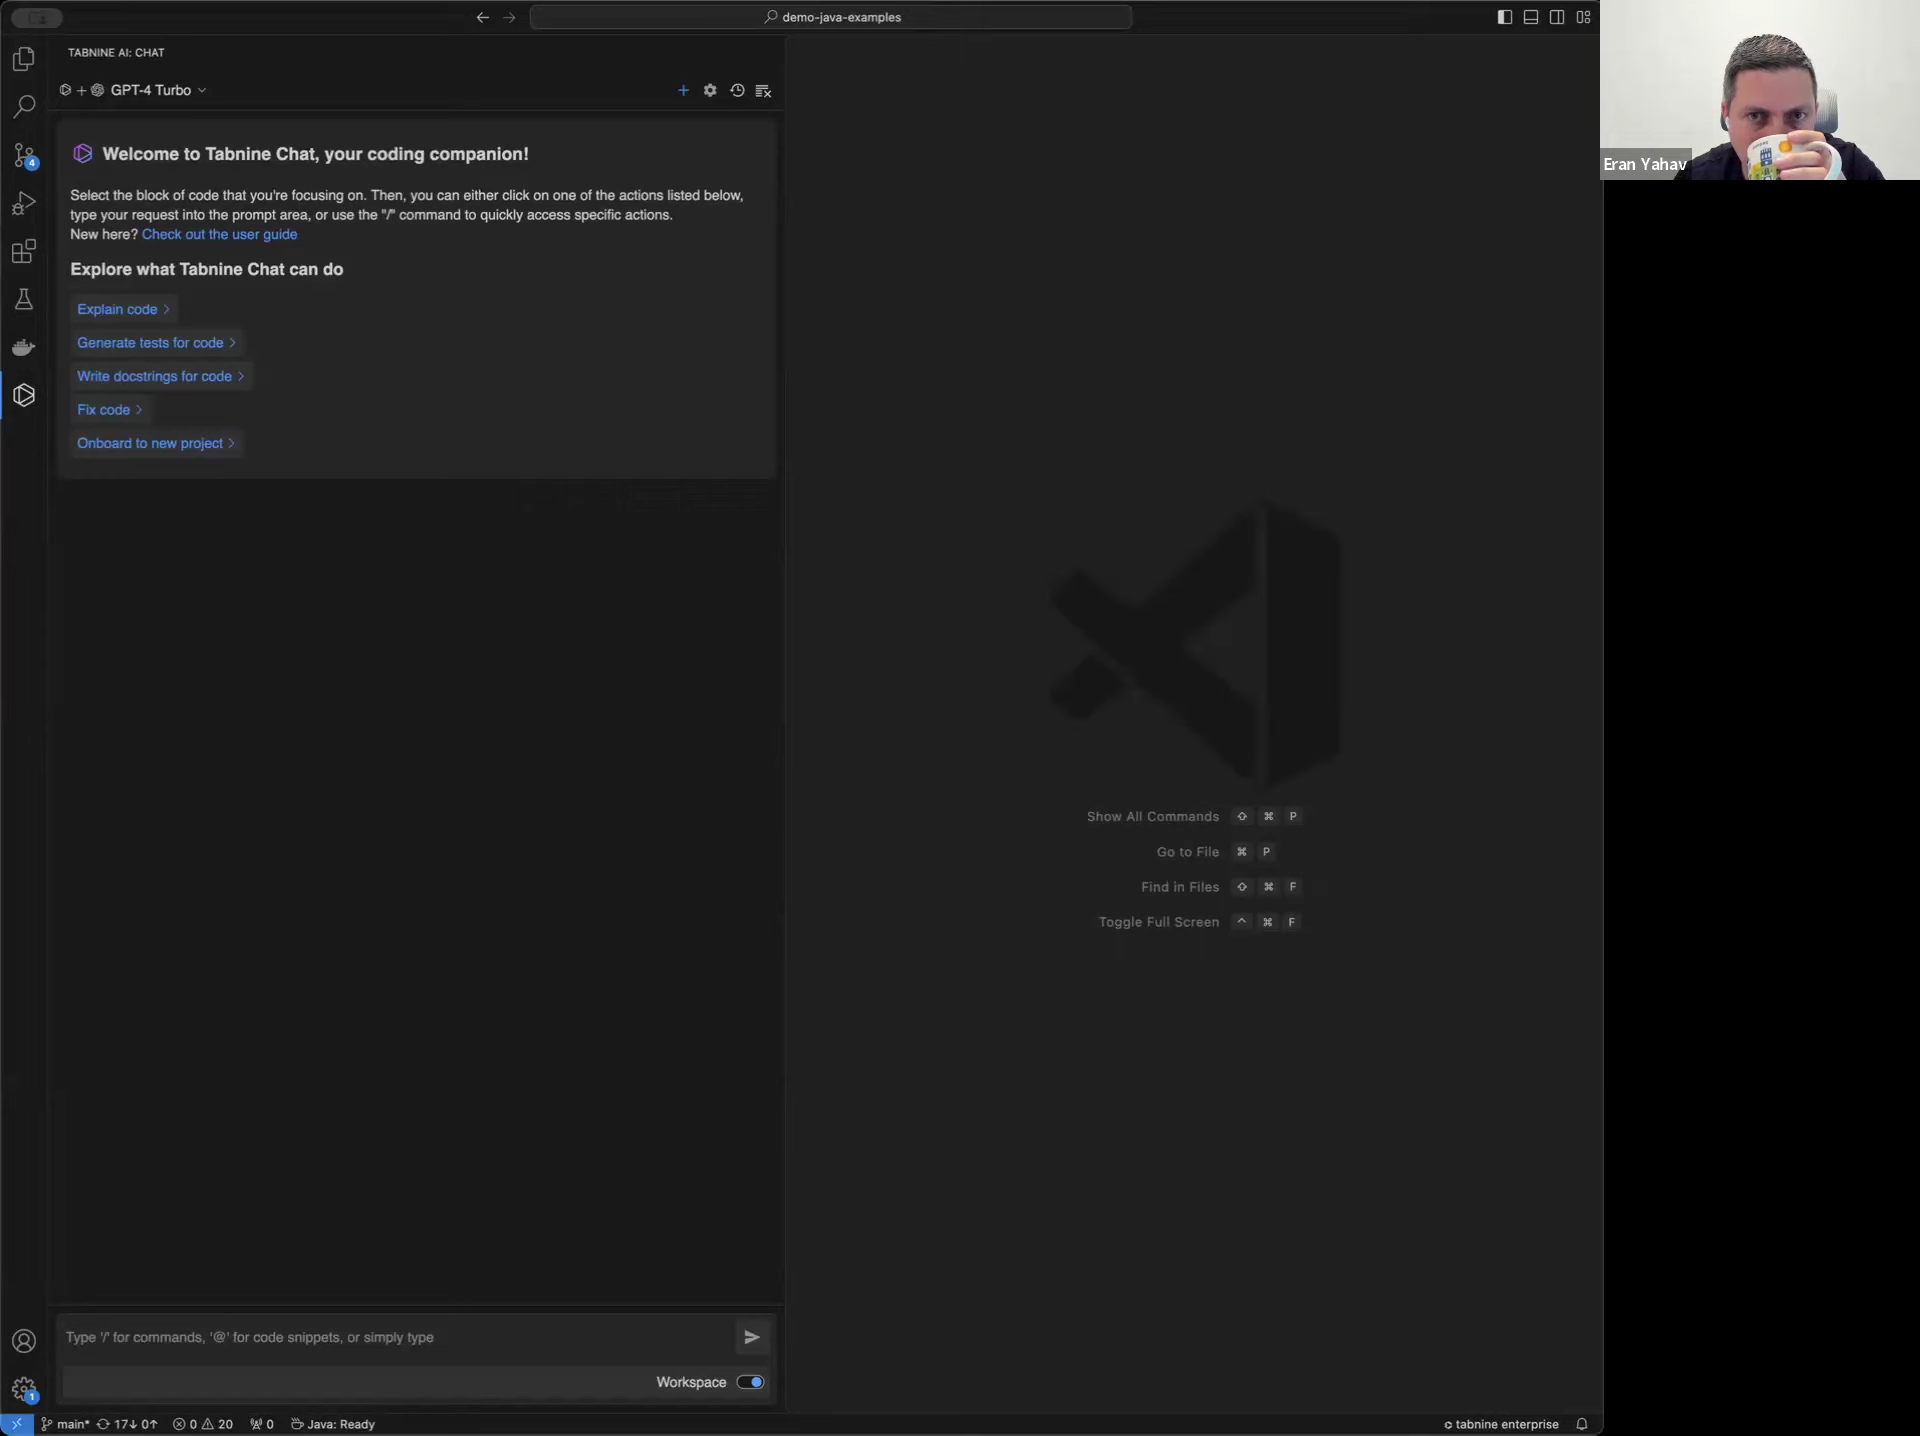 demo-java-examples
TABNINE AI: CHAT
+ GPT-4 Turbo
Welcome to Tabnine Chat, your coding companion!
Select the block of code that you're focusing on. Then, you can either click on one of the actions listed below,
type your request into the prompt area, or use the "/" command to quickly access specific actions.
New here? Check out the user guide
Explore what Tabnine Chat can do
Explain code
Generate tests for code
Write docstrings for code
Fix code
Onboard to new project
Show All Commands ⇧ ⌘ P
Go to File ⌘ P
Find in Files ⇧ ⌘ F
Toggle Full Screen ^ ⌘ F
Type '/' for commands, '@' for code snippets, or simply type
Workspace
4
1
main* 17↓ 0↑ 0 20 0 Java: Ready
tabnine enterprise
Eran Yahav